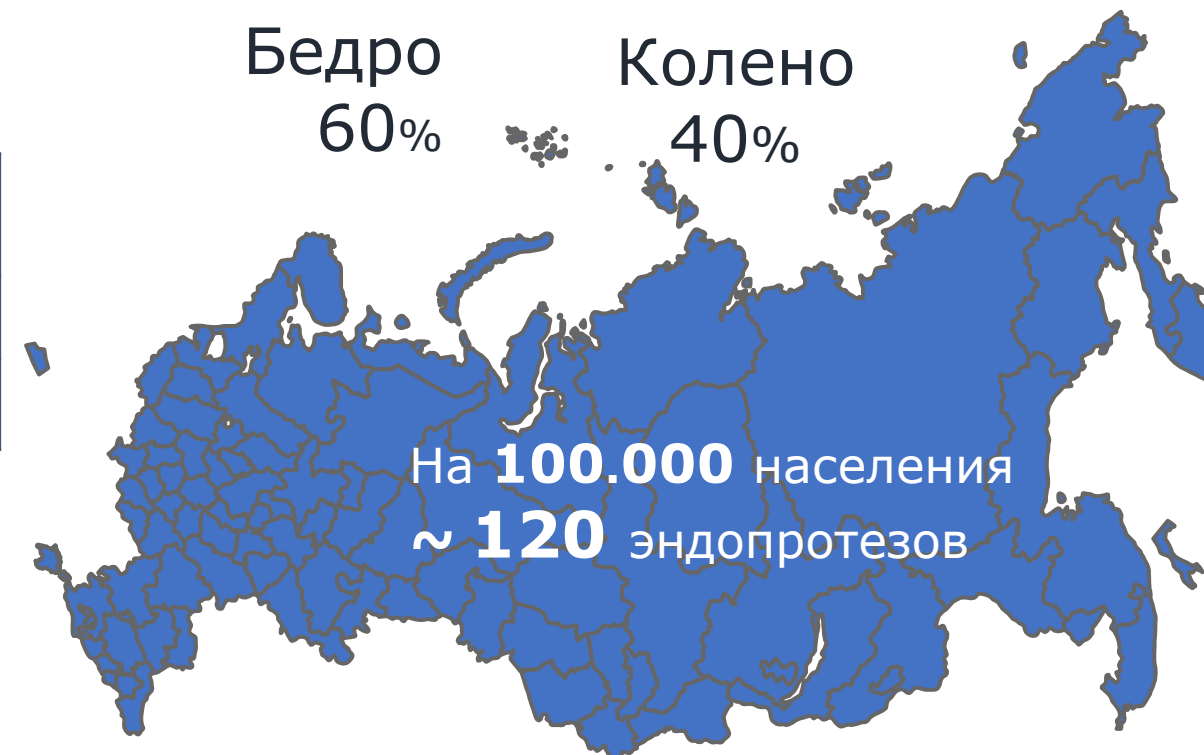 Бедро
60%
Колено
40%
На 100.000 населения
~ 120 эндопротезов